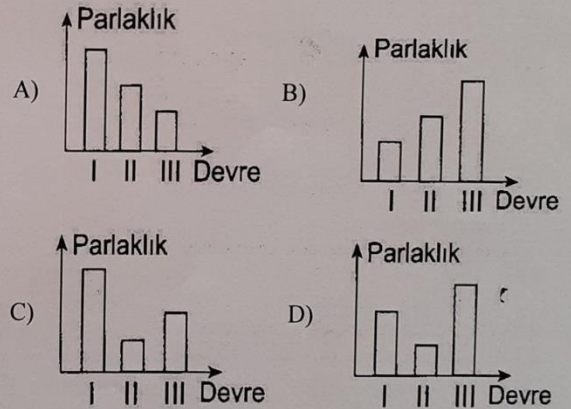 A)
Parlaklık
I II III Devre
B)
Parlaklık
I II III Devre
C)
Parlaklık
I II III Devre
D)
Parlaklık
I II III Devre